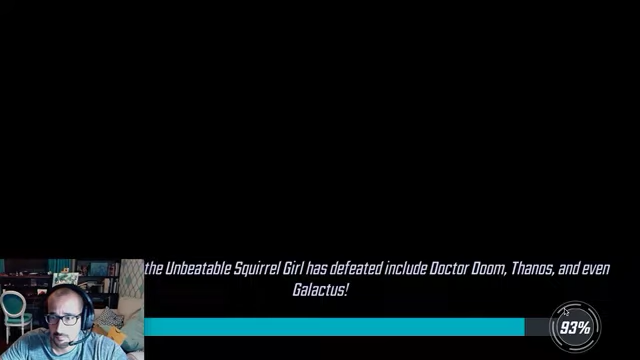 the Unbeatable Squirrel Girl has defeated include Doctor Doom, Thanos, and even
Galactus!
93%